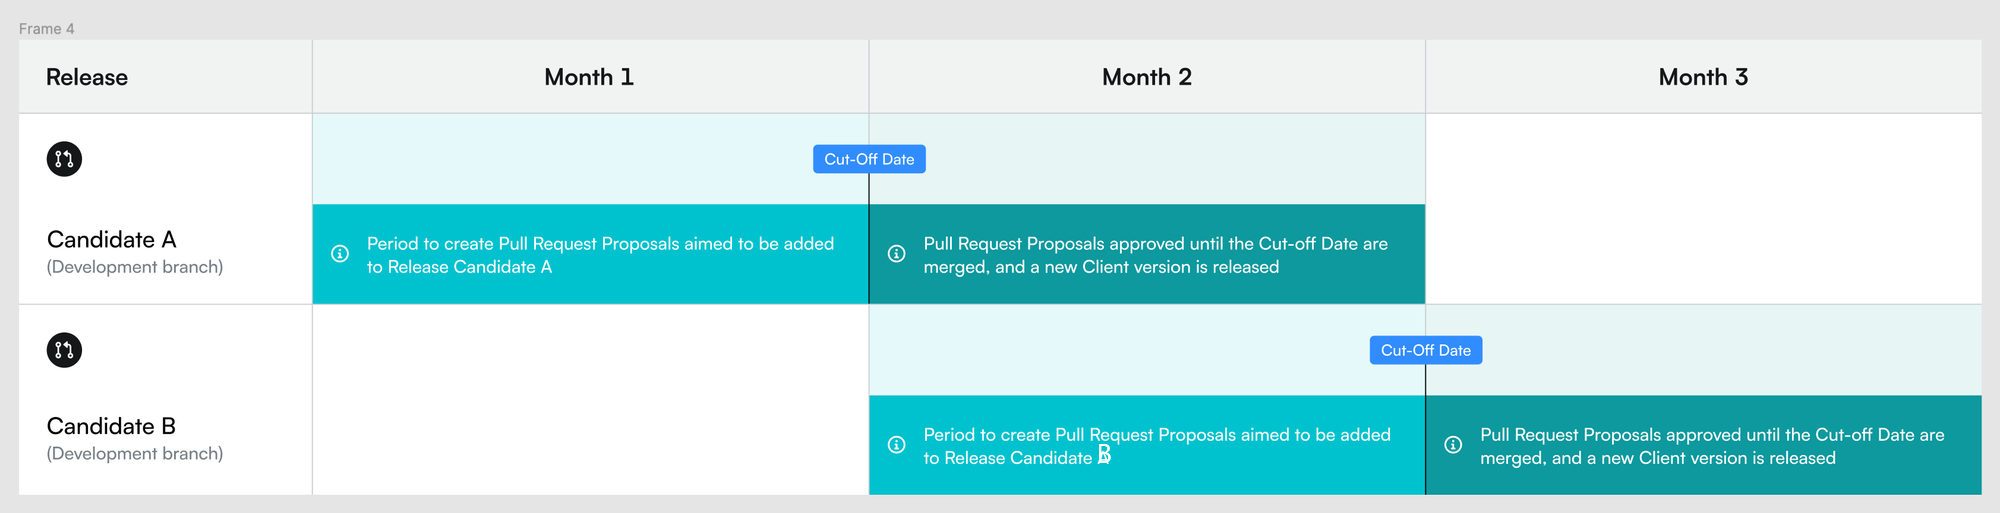 Frame 4
Release
Month 1
Month 2
Month 3
Cut-Off Date
Candidate A
(Development branch)
Period to create Pull Request Proposals aimed to be added
to Release Candidate A
Pull Request Proposals approved until the Cut-off Date are
merged, and a new Client version is released
Cut-Off Date
Candidate B
(Development branch)
Period to create Pull Request Proposals aimed to be added
to Release Candidate B
Pull Request Proposals approved until the Cut-off Date are
merged, and a new Client version is released